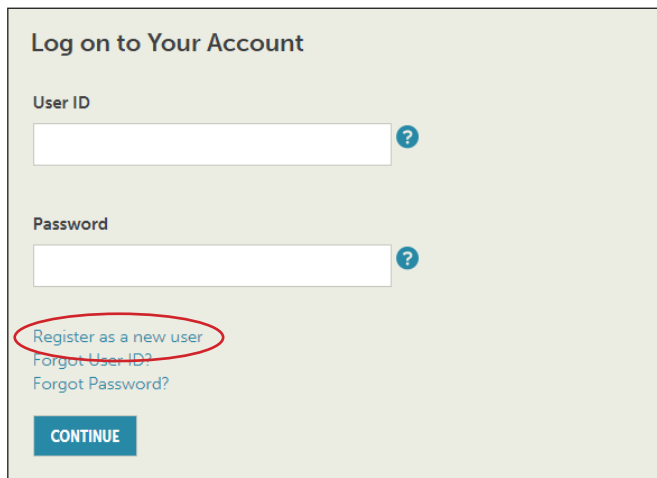 Log on to Your Account
User ID
?
Password
?
Register as a new user
Forgot User ID?
Forgot Password?
CONTINUE